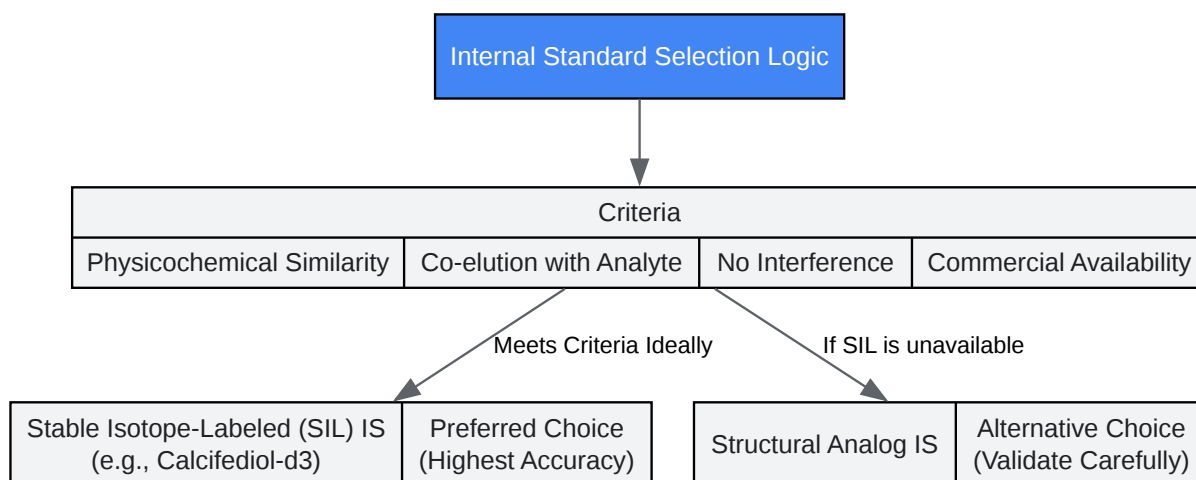 Internal Standard Selection Logic
Criteria
Physicochemical Similarity
Co-elution with Analyte
No Interference
Commercial Availability
Meets Criteria Ideally
If SIL is unavailable
Stable Isotope-Labeled (SIL) IS
(e.g., Calcifediol-d3)
Preferred Choice
(Highest Accuracy)
Structural Analog IS
Alternative Choice
(Validate Carefully)